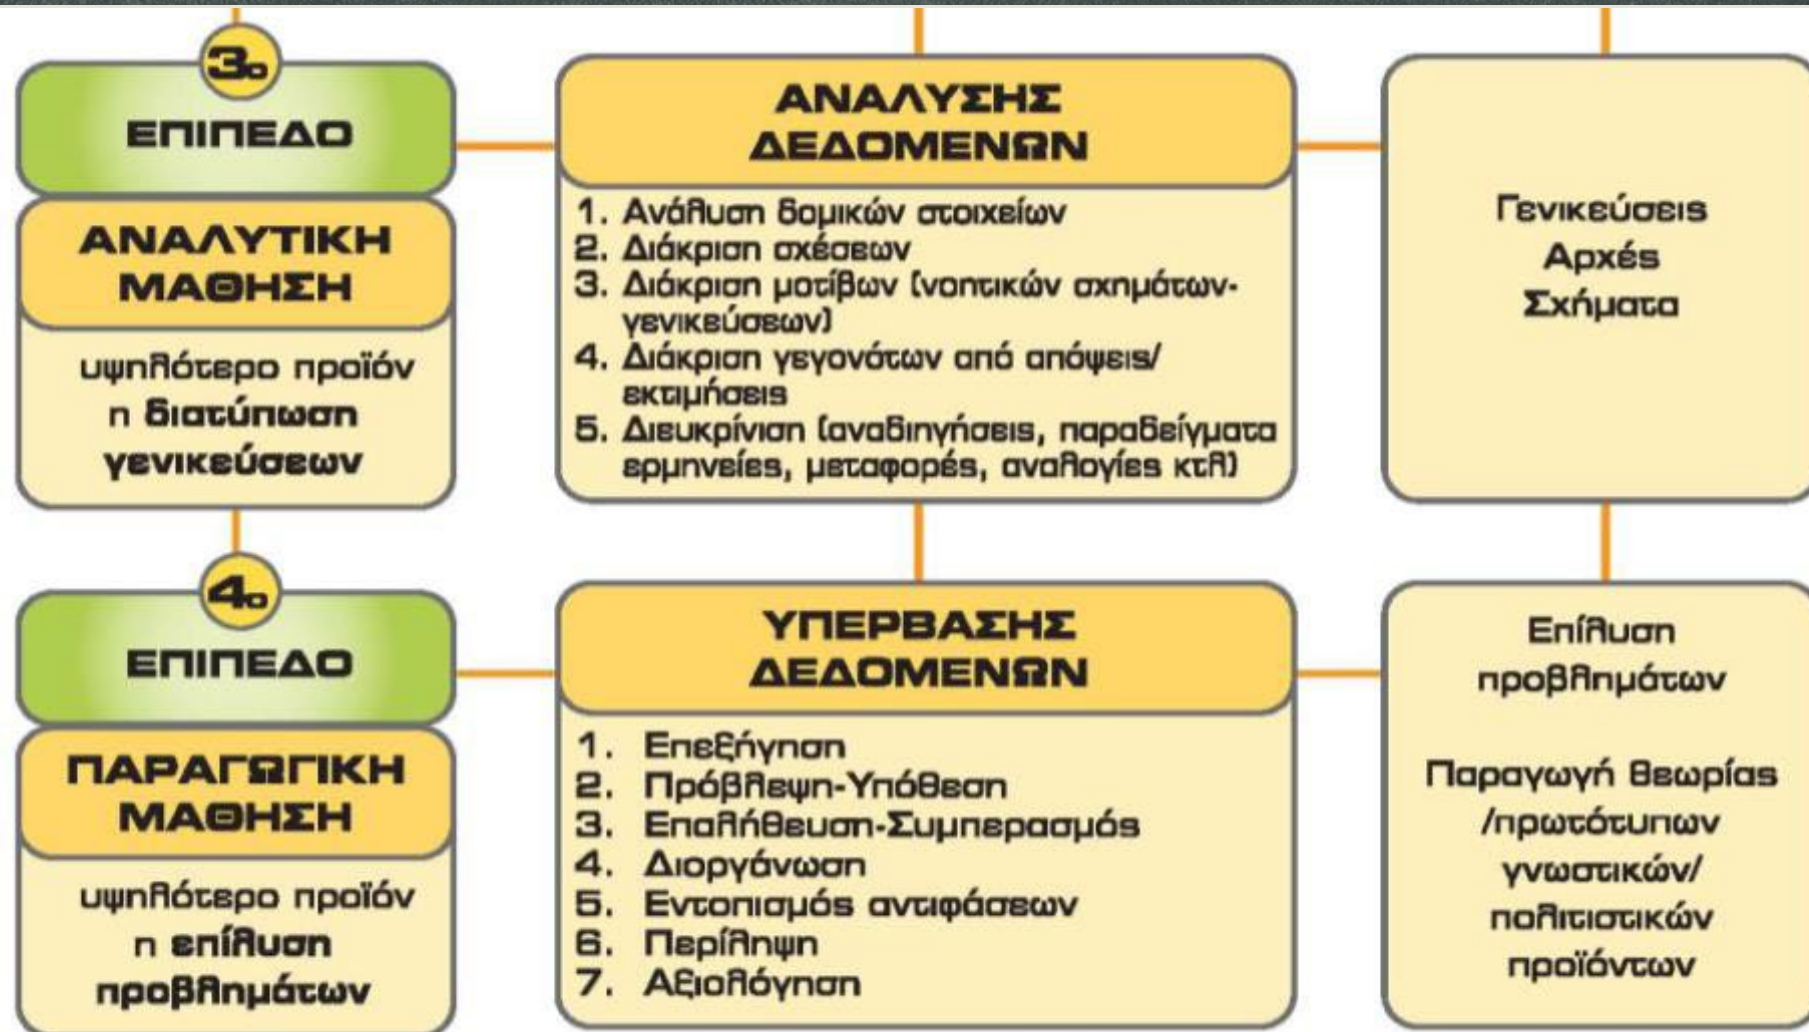 3ο
ΕΠΙΠΕΔΟ
ΑΝΑΛΥΤΙΚΗ
ΜΑΘΗΣΗ
υψηλότερο προϊόν
η διατύπωση
γενικεύσεων
ΑΝΑΛΥΣΗΣ
ΔΕΔΟΜΕΝΩΝ
1. Ανάλυση δομικών στοιχείων
2. Διάκριση σχέσεων
3. Διάκριση μοτίβων (νοητικών σχημάτων-
γενικεύσεων)
4. Διάκριση γεγονότων από απόψεις/
εκτιμήσεις
5. Διευκρίνιση (αναδιηγήσεις, παραδείγματα
ερμηνείες, μεταφορές, αναλογίες κτλ)
Γενικεύσεις
Αρχές
Σχήματα
4ο
ΕΠΙΠΕΔΟ
ΠΑΡΑΓΩΓΙΚΗ
ΜΑΘΗΣΗ
υψηλότερο προϊόν
η επίλυση
προβλημάτων
ΥΠΕΡΒΑΣΗΣ
ΔΕΔΟΜΕΝΩΝ
1. Επεξήγηση
2. Πρόβλεψη-Υπόθεση
3. Επαλήθευση-Συμπερασμός
4. Διοργάνωση
5. Εντοπισμός αντιφάσεων
6. Περίληψη
7. Αξιολόγηση
Επίλυση
προβλημάτων
Παραγωγή θεωρίας
/πρωτότυπων
γνωστικών/
πολιτιστικών
προϊόντων